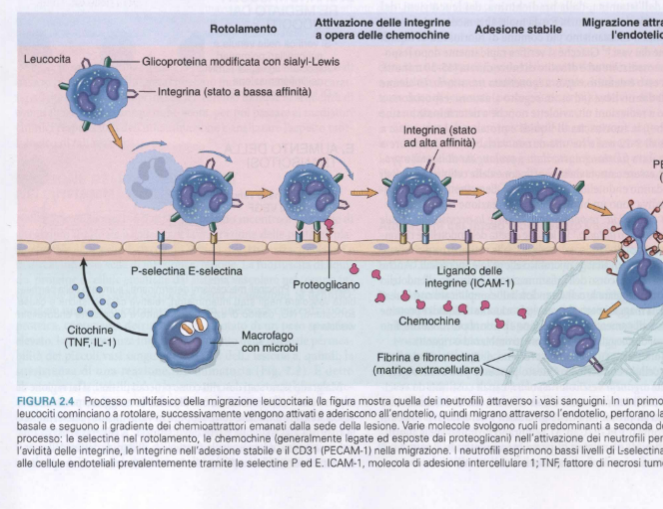 Rotolamento
Attivazione delle integrine
a opera delle chemochine
Adesione stabile
Migrazione
l'endotelio
Leucocita
Glicoproteina modificata con sialyl-Lewis
Integrina (stato a bassa affinità)
Integrina (stato
ad alta affinità)
P-selectina E-selectina
Proteoglicano
Ligando delle
integrine (ICAM-1)
Chemochine
Citochine
(TNF, IL-1)
Macrofago
con microbi
Fibrina e fibronectina
(matrice extracellulare)
FIGURA 2.4 Processo multifasico della migrazione leucocitaria (la figura mostra quella dei neutrofili) attraverso i vasi sanguigni. In un primo
leucociti cominciano a rotolare, successivamente vengono attivati e aderiscono all'endotelio, quindi migrano attraverso l'endotelio, perforano la
basale e seguono il gradiente dei chemioattrattori emanati dalla sede della lesione. Varie molecole svolgono ruoli predominanti a seconda de
processo: le selectine nel rotolamento, le chemochine (generalmente legate ed esposte dai proteoglicani) nell'attivazione dei neutrofili per
l'avidità delle integrine, le integrine nell'adesione stabile e il CD31 (PECAM-1) nella migrazione. I neutrofili esprimono bassi livelli di L-selectina
alle cellule endoteliali prevalentemente tramite le selectine P ed E. ICAM-1, molecola di adesione intercellulare 1; TNF, fattore di necrosi